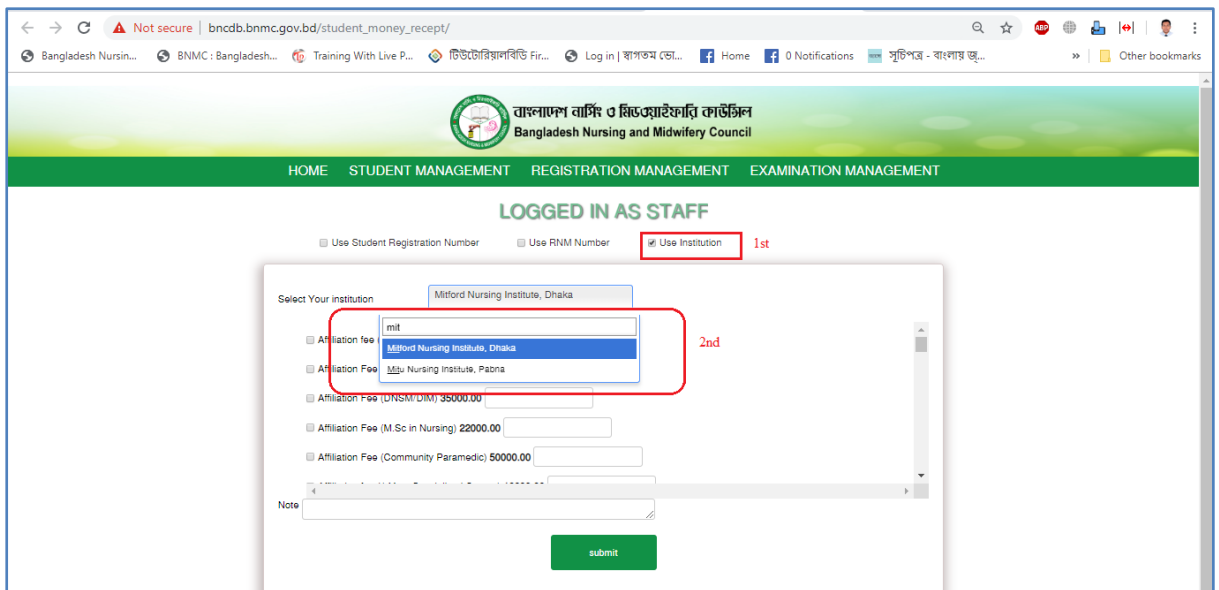 Not secure | bncdb.bnmc.gov.bd/student_money_recept/
ABP
Bangladesh Nursin... BNMC : Bangladesh... Training With Live P... টিউটোরিয়ালবিডি Fir... Log in | স্বাগতম ভো... Home 0 Notifications সূচিপত্র - বাংলায় জ্... » Other bookmarks
বাংলাদেশ নার্সিং ও মিডওয়াইফারি কাউন্সিল
Bangladesh Nursing and Midwifery Council
HOME STUDENT MANAGEMENT REGISTRATION MANAGEMENT EXAMINATION MANAGEMENT
LOGGED IN AS STAFF
Use Student Registration Number Use RNM Number Use Institution 1st
Select Your institution Mitford Nursing Institute, Dhaka
mit
Affiliation fee
2nd
Mitford Nursing Institute, Dhaka
Affiliation Fee
Mitu Nursing Institute, Pabna
Affiliation Fee (DNSM/DIM) 35000.00
Affiliation Fee (M.Sc in Nursing) 22000.00
Affiliation Fee (Community Paramedic) 50000.00
Note
submit